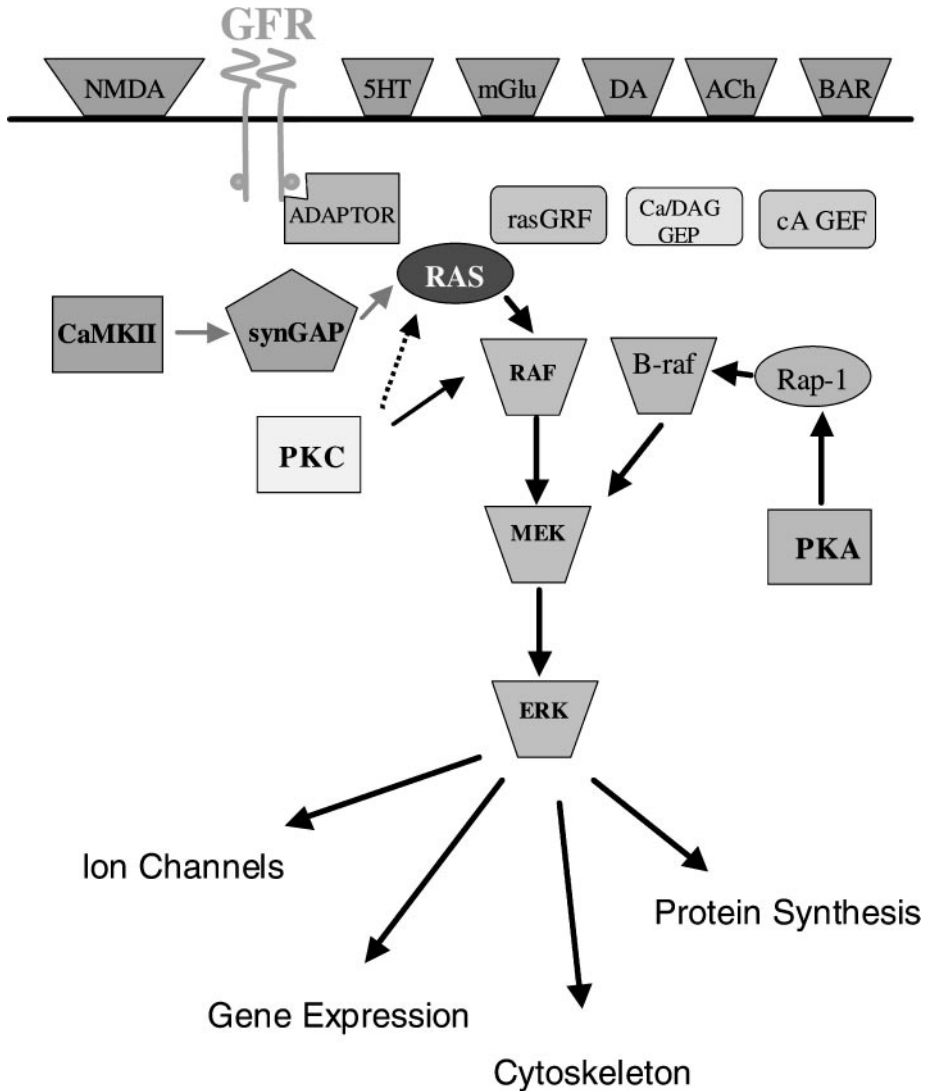 GFR
NMDA
5HT
mGlu
DA
ACh
BAR
ADAPTOR
rasGRF
Ca/DAG
GEP
cA GEF
RAS
CaMKII
synGAP
RAF
B-raf
Rap-1
PKC
MEK
PKA
ERK
Ion Channels
Protein Synthesis
Gene Expression
Cytoskeleton